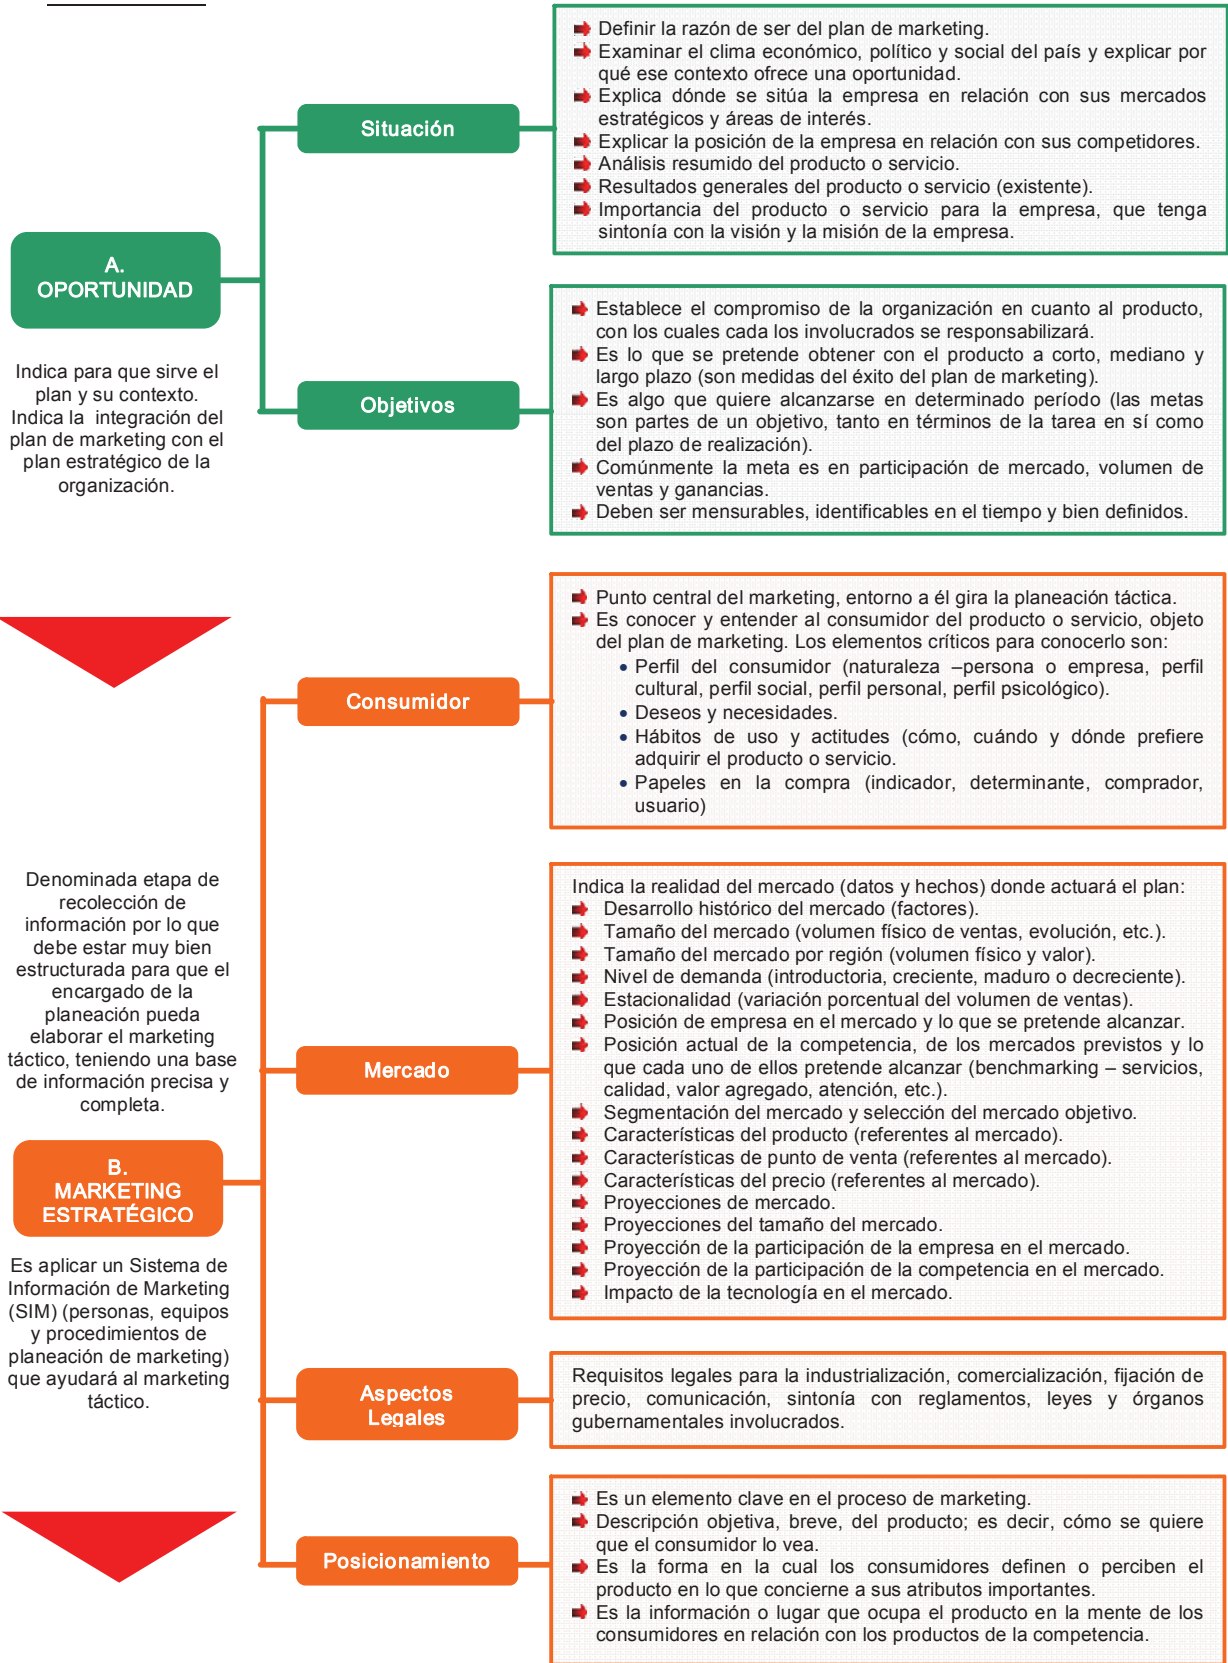 Situación
Definir la razón de ser del plan de marketing.
Examinar el clima económico, político y social del país y explicar por
qué ese contexto ofrece una oportunidad.
Explica dónde se sitúa la empresa en relación con sus mercados
estratégicos y áreas de interés.
Explicar la posición de la empresa en relación con sus competidores.
Análisis resumido del producto o servicio.
Resultados generales del producto o servicio (existente).
Importancia del producto o servicio para la empresa, que tenga
sintonía con la visión y la misión de la empresa.
A.
OPORTUNIDAD
Indica para que sirve el
plan y su contexto.
Indica la integración del
plan de marketing con el
plan estratégico de la
organización.
Objetivos
Establece el compromiso de la organización en cuanto al producto,
con los cuales cada los involucrados se responsabilizará.
Es lo que se pretende obtener con el producto a corto, mediano y
largo plazo (son medidas del éxito del plan de marketing).
Es algo que quiere alcanzarse en determinado período (las metas
son partes de un objetivo, tanto en términos de la tarea en sí como
del plazo de realización).
Comúnmente la meta es en participación de mercado, volumen de
ventas y ganancias.
Deben ser mensurables, identificables en el tiempo y bien definidos.
Consumidor
Punto central del marketing, entorno a él gira la planeación táctica.
Es conocer y entender al consumidor del producto o servicio, objeto
del plan de marketing. Los elementos críticos para conocerlo son:
• Perfil del consumidor (naturaleza –persona o empresa, perfil
cultural, perfil social, perfil personal, perfil psicológico).
• Deseos y necesidades.
• Hábitos de uso y actitudes (cómo, cuándo y dónde prefiere
adquirir el producto o servicio.
• Papeles en la compra (indicador, determinante, comprador,
usuario)
Denominada etapa de
recolección de
información por lo que
debe estar muy bien
estructurada para que el
encargado de la
planeación pueda
elaborar el marketing
táctico, teniendo una base
de información precisa y
completa.
B.
MARKETING
ESTRATÉGICO
Es aplicar un Sistema de
Información de Marketing
(SIM) (personas, equipos
y procedimientos de
planeación de marketing)
que ayudará al marketing
táctico.
Mercado
Indica la realidad del mercado (datos y hechos) donde actuará el plan:
Desarrollo histórico del mercado (factores).
Tamaño del mercado (volumen físico de ventas, evolución, etc.).
Tamaño del mercado por región (volumen físico y valor).
Nivel de demanda (introductoria, creciente, maduro o decreciente).
Estacionalidad (variación porcentual del volumen de ventas).
Posición de empresa en el mercado y lo que se pretende alcanzar.
Posición actual de la competencia, de los mercados previstos y lo
que cada uno de ellos pretende alcanzar (benchmarking – servicios,
calidad, valor agregado, atención, etc.).
Segmentación del mercado y selección del mercado objetivo.
Características del producto (referentes al mercado).
Características de punto de venta (referentes al mercado).
Características del precio (referentes al mercado).
Proyecciones de mercado.
Proyecciones del tamaño del mercado.
Proyección de la participación de la empresa en el mercado.
Proyección de la participación de la competencia en el mercado.
Impacto de la tecnología en el mercado.
Aspectos
Legales
Requisitos legales para la industrialización, comercialización, fijación de
precio, comunicación, sintonía con reglamentos, leyes y órganos
gubernamentales involucrados.
Posicionamiento
Es un elemento clave en el proceso de marketing.
Descripción objetiva, breve, del producto; es decir, cómo se quiere
que el consumidor lo vea.
Es la forma en la cual los consumidores definen o perciben el
producto en lo que concierne a sus atributos importantes.
Es la información o lugar que ocupa el producto en la mente de los
consumidores en relación con los productos de la competencia.